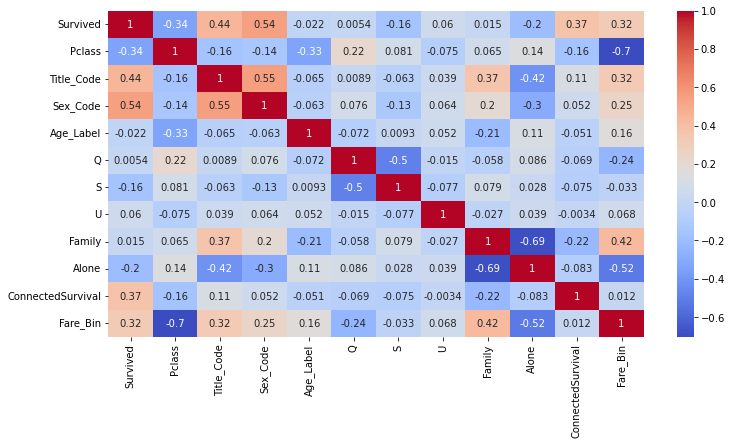 Survived 1 -0.34 0.44 0.54 -0.022 0.0054 -0.16 0.06 0.015 -0.2 0.37 0.32
Pclass -0.34 1 -0.16 -0.14 -0.33 0.22 0.081 -0.075 0.065 0.14 -0.16 -0.7
Title_Code 0.44 -0.16 1 0.55 -0.065 0.0089 -0.063 0.039 0.37 -0.42 0.11 0.32
Sex_Code 0.54 -0.14 0.55 1 -0.063 0.076 -0.13 0.064 0.2 -0.3 0.052 0.25
Age_Label -0.022 -0.33 -0.065 -0.063 1 -0.072 0.0093 0.052 -0.21 0.11 -0.051 0.16
Q 0.0054 0.22 0.0089 0.076 -0.072 1 -0.5 -0.015 -0.058 0.086 -0.069 -0.24
S -0.16 0.081 -0.063 -0.13 0.0093 -0.5 1 -0.077 0.079 0.028 -0.075 -0.033
U 0.06 -0.075 0.039 0.064 0.052 -0.015 -0.077 1 -0.027 0.039 -0.0034 0.068
Family 0.015 0.065 0.37 0.2 -0.21 -0.058 0.079 -0.027 1 -0.69 -0.22 0.42
Alone -0.2 0.14 -0.42 -0.3 0.11 0.086 0.028 0.039 -0.69 1 -0.083 -0.52
ConnectedSurvival 0.37 -0.16 0.11 0.052 -0.051 -0.069 -0.075 -0.0034 -0.22 -0.083 1 0.012
Fare_Bin 0.32 -0.7 0.32 0.25 0.16 -0.24 -0.033 0.068 0.42 -0.52 0.012 1
Survived
Pclass
Title_Code
Sex_Code
Age_Label
Q
S
U
Family
Alone
ConnectedSurvival
Fare_Bin
1.0
0.8
0.6
0.4
0.2
0.0
−0.2
−0.4
−0.6